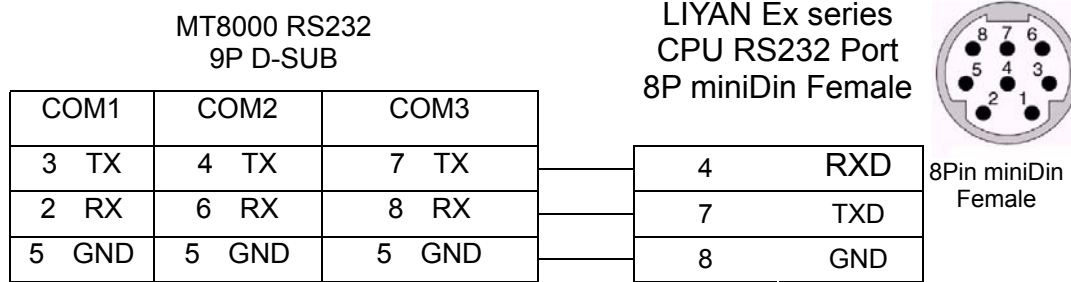 MT8000 RS232
9P D-SUB
LIYAN Ex series
CPU RS232 Port
8P miniDin Female
8 7 6
5 4 3
2 1
8Pin miniDin
Female
COM1 COM2 COM3
3 TX 4 TX 7 TX
2 RX 6 RX 8 RX
5 GND 5 GND 5 GND
4 RXD
7 TXD
8 GND